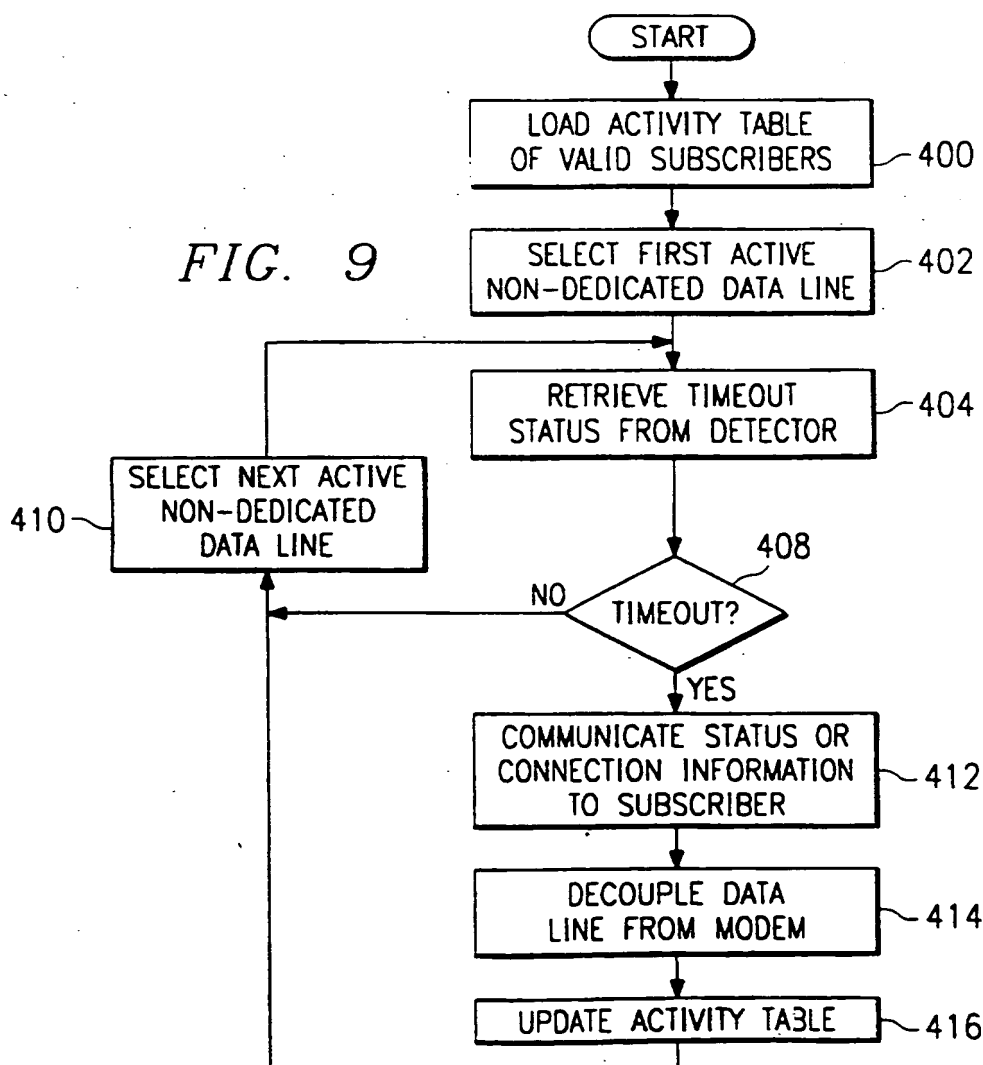 START
LOAD ACTIVITY TABLE
OF VALID SUBSCRIBERS
400
FIG. 9
SELECT FIRST ACTIVE
NON-DEDICATED DATA LINE
402
RETRIEVE TIMEOUT
STATUS FROM DETECTOR
404
SELECT NEXT ACTIVE
NON-DEDICATED
DATA LINE
410
408
TIMEOUT?
NO
YES
COMMUNICATE STATUS OR
CONNECTION INFORMATION
TO SUBSCRIBER
412
DECOUPLE DATA
LINE FROM MODEM
414
UPDATE ACTIVITY TABLE
416